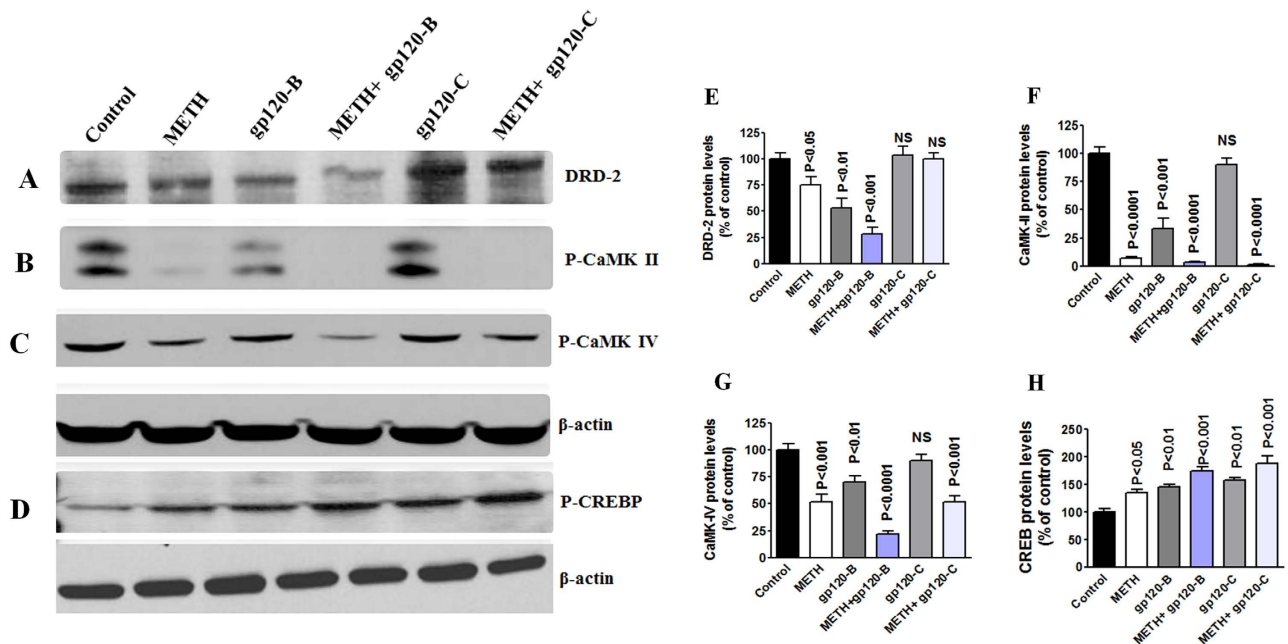 Control
METH
gp120-B
METH+ gp120-B
gp120-C
METH+ gp120-C
A
DRD-2
B
P-CaMK II
C
P-CaMK IV
β-actin
D
P-CREBP
β-actin
E
DRD-2 protein levels
(% of control)
125
100
75
50
25
0
P<0.05
P<0.01
P<0.001
NS
NS
Control
METH
gp120-B
METH+gp120-B
gp120-C
METH+ gp120-C
F
CaMK-II protein levels
(% of control)
125
100
75
50
25
0
P<0.0001
P<0.001
P<0.0001
NS
P<0.0001
Control
METH
gp120-B
METH+gp120-B
gp120-C
METH+ gp120-C
G
CaMK-IV protein levels
(% of control)
125
100
75
50
25
0
P<0.001
P<0.01
P<0.0001
NS
P<0.001
Control
METH
gp120-B
METH+gp120-B
gp120-C
METH+ gp120-C
H
CREB protein levels
(% of control)
250
200
150
100
50
0
P<0.05
P<0.01
P<0.001
P<0.01
P<0.001
Control
METH
gp120-B
METH+ gp120-B
gp120-C
METH+ gp120-C